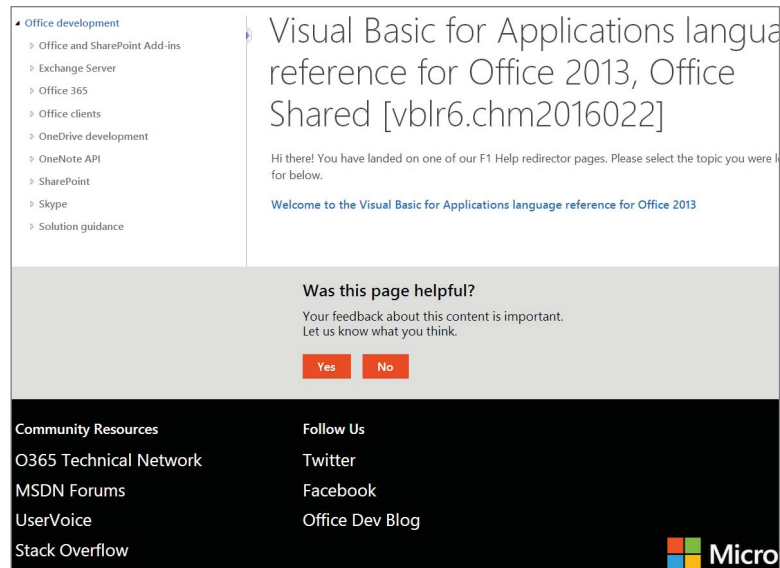 Office development
Office and SharePoint Add-ins
Exchange Server
Office 365
Office clients
OneDrive development
OneNote API
SharePoint
Skype
Solution guidance
Visual Basic for Applications langua
reference for Office 2013, Office
Shared [vblr6.chm2016022]
Hi there! You have landed on one of our F1 Help redirector pages. Please select the topic you were l
for below.
Welcome to the Visual Basic for Applications language reference for Office 2013
Was this page helpful?
Your feedback about this content is important.
Let us know what you think.
Yes No
Community Resources
O365 Technical Network
MSDN Forums
UserVoice
Stack Overflow
Follow Us
Twitter
Facebook
Office Dev Blog
Micro